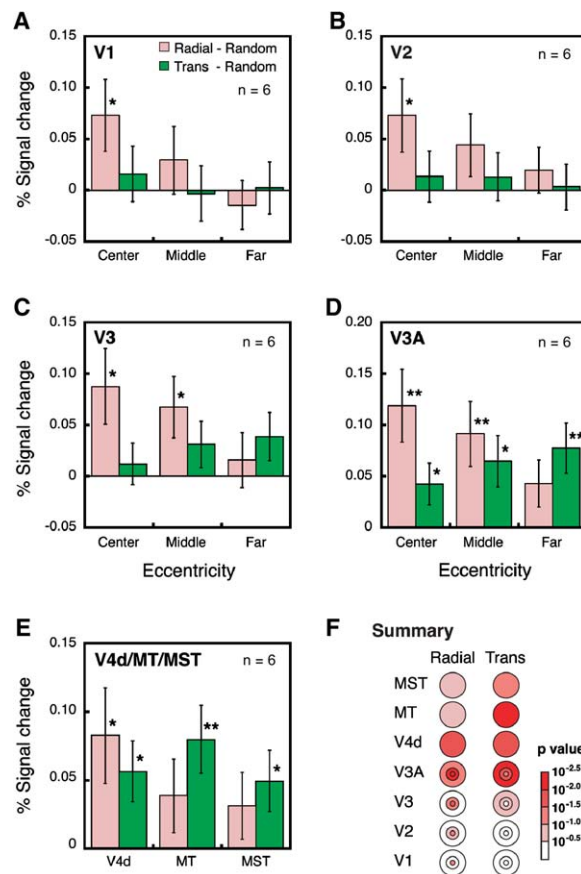 A
B
V1
Radial - Random
Trans - Random
n = 6
V2
n = 6
% Signal change
0.15
0.10
0.05
0
-0.05
*
Center
Middle
Far
0.15
0.10
0.05
0
-0.05
*
Center
Middle
Far
C
D
V3
n = 6
V3A
n = 6
% Signal change
0.15
0.10
0.05
0
-0.05
*
*
Center
Middle
Far
Eccentricity
0.20
0.15
0.10
0.05
0
**
*
**
*
**
Center
Middle
Far
Eccentricity
E
V4d/MT/MST
n = 6
% Signal change
0.15
0.10
0.05
0
*
*
**
*
V4d
MT
MST
F
Summary
Radial
Trans
MST
MT
V4d
V3A
V3
V2
V1
p value
10-2.5
10-2.0
10-1.5
10-1.0
10-0.5